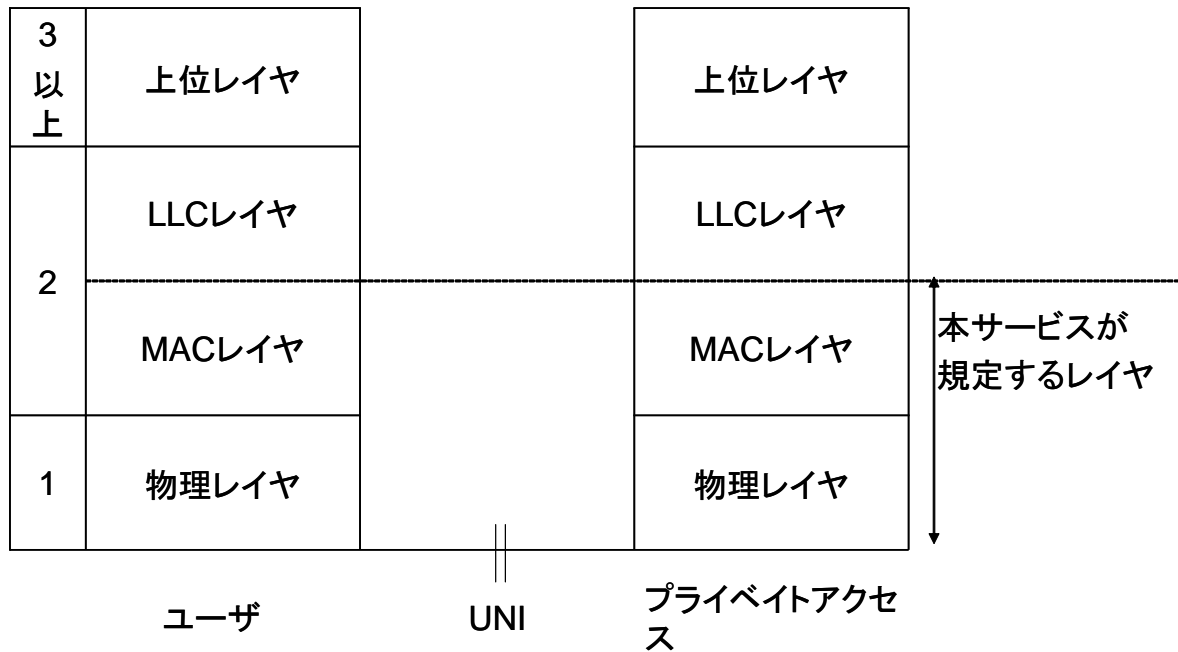 3
以
上
上位レイヤ
上位レイヤ
LLCレイヤ
LLCレイヤ
2
本サービスが
規定するレイヤ
MACレイヤ
MACレイヤ
1
物理レイヤ
物理レイヤ
ユーザ
UNI
プライベイトアクセ
ス